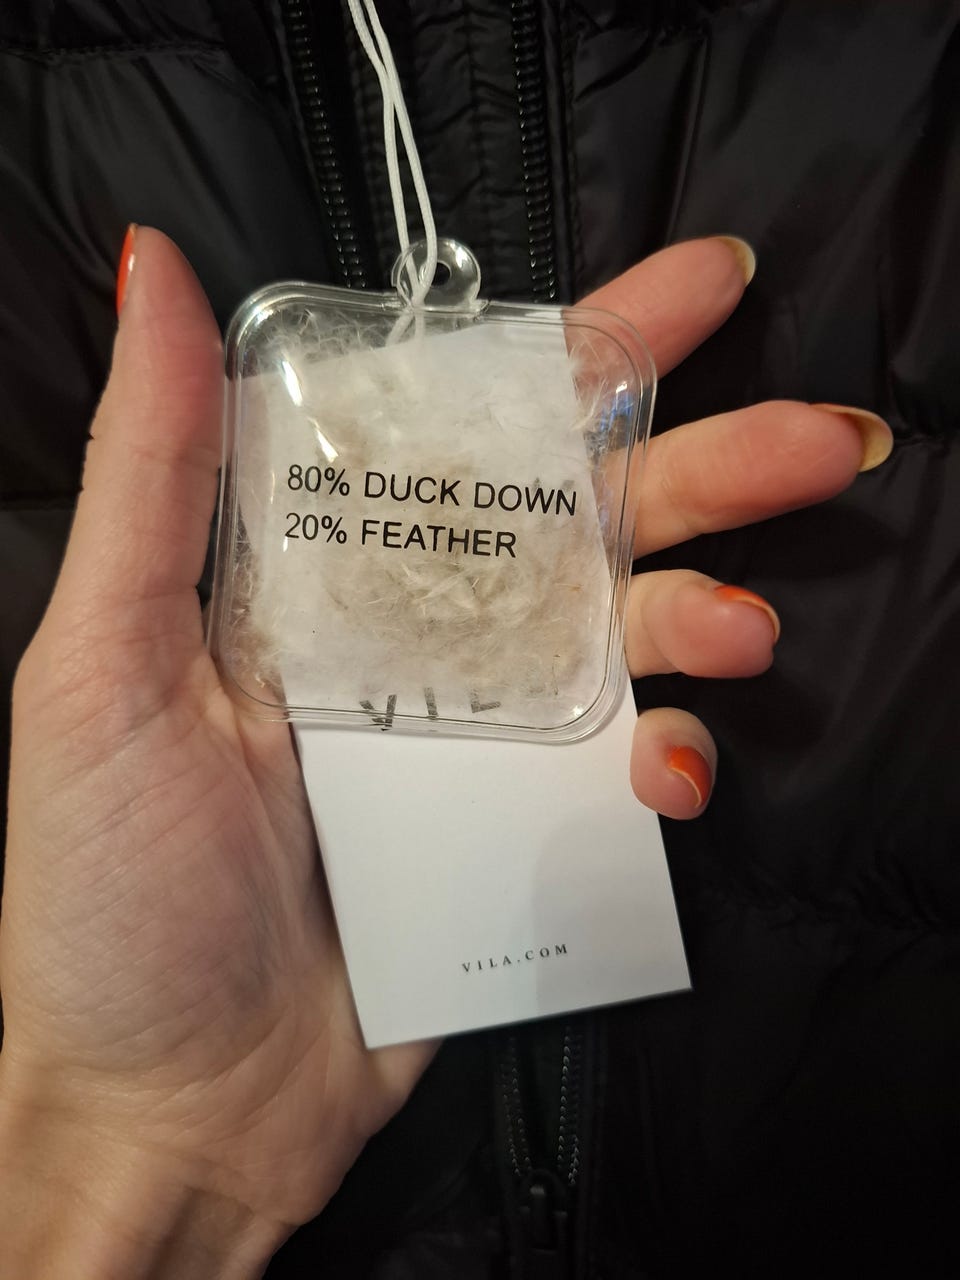 80% DUCK DOWN
20% FEATHER
VILA.COM